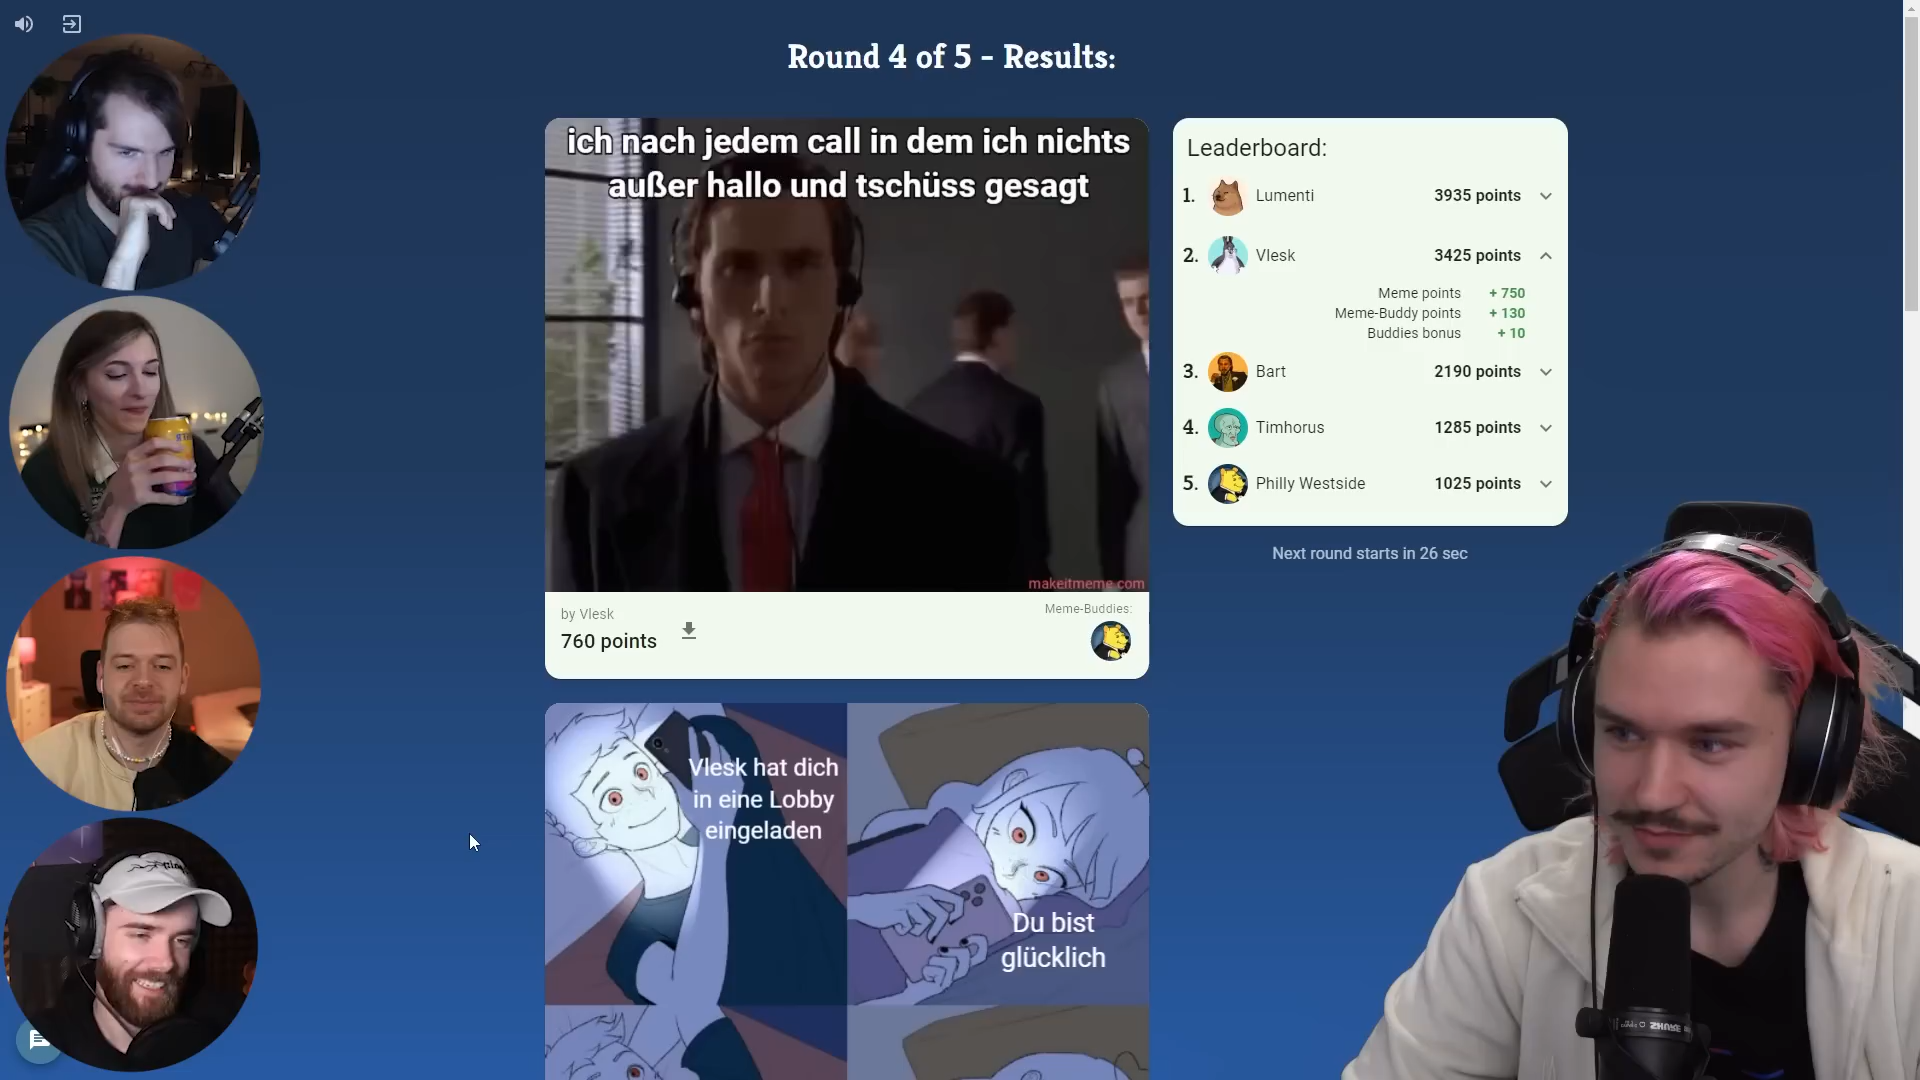 Round 4 of 5 - Results:
ich nach jedem call in dem ich nichts
außer hallo und tschüss gesagt
makeitmeme.com
by Vlesk
760 points
Meme-Buddies:
Vlesk hat dich
in eine Lobby
eingeladen
Du bist
glücklich
Leaderboard:
1. Lumenti 3935 points
2. Vlesk 3425 points
Meme points + 750
Meme-Buddy points + 130
Buddies bonus + 10
3. Bart 2190 points
4. Timhorus 1285 points
5. Philly Westside 1025 points
Next round starts in 26 sec
SHURE